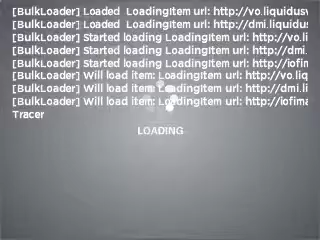 [BulkLoader] Loaded LoadingItem url: http://vo.liquidusv
[BulkLoader] Loaded LoadingItem url: http://dmi.liquidus
[BulkLoader] Started loading LoadingItem url: http://vo.li
[BulkLoader] Started loading LoadingItem url: http://dmi.
[BulkLoader] Started loading LoadingItem url: http://iofin
[BulkLoader] Will load item: LoadingItem url: http://vo.liq
[BulkLoader] Will load item: LoadingItem url: http://dmi.li
[BulkLoader] Will load item: LoadingItem url: http://iofima
Tracer
LOADING